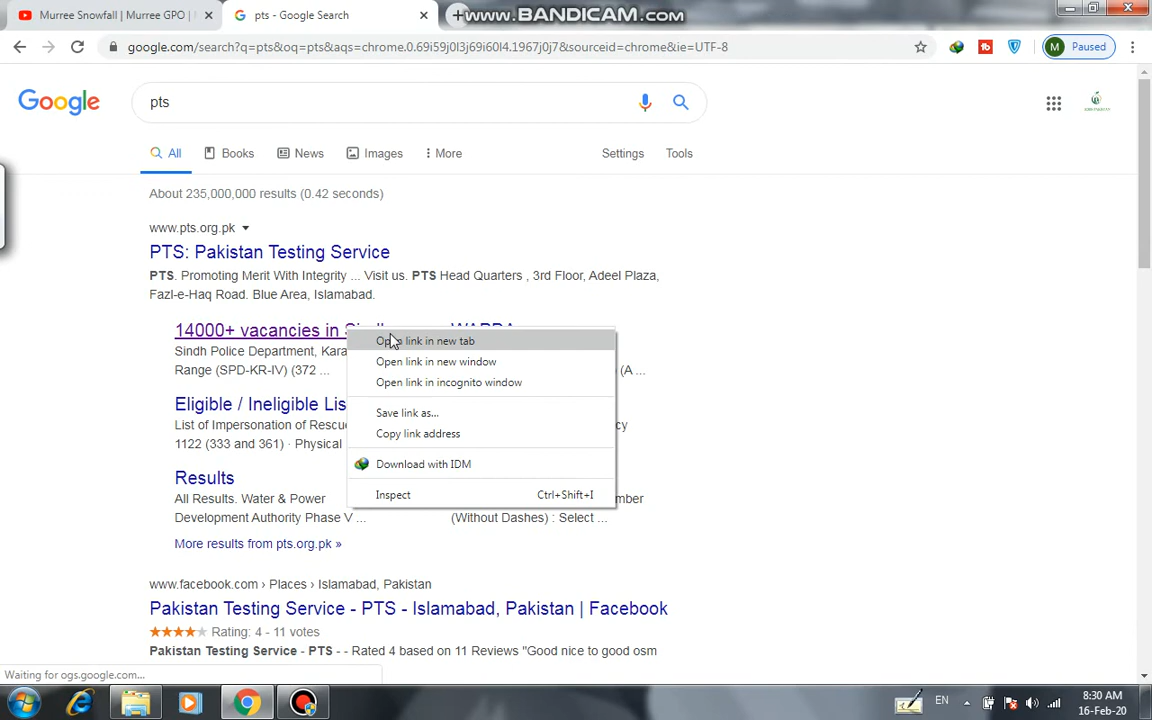 Murree Snowfall | Murree GPO |
pts - Google Search
www.BANDICAM.com
google.com/search?q=pts&oq=pts&aqs=chrome.0.69i59j0l3j69i60l4.1967j0j7&sourceid=chrome&ie=UTF-8
M Paused
Google
pts
All
Books
News
Images
More
Settings
Tools
About 235,000,000 results (0.42 seconds)
www.pts.org.pk
PTS: Pakistan Testing Service
PTS. Promoting Merit With Integrity ... Visit us. PTS Head Quarters , 3rd Floor, Adeel Plaza,
Fazl-e-Haq Road. Blue Area, Islamabad.
14000+ vacancies in
Sindh Police Department,
Range (SPD-KR-IV) (372 ...
(A ...
Eligible / Ineligible
List of Impersonation of
1122 (333 and 361) · Physical
Results
All Results. Water & Power
Development Authority Phase V ...
(Without Dashes) : Select ...
More results from pts.org.pk »
Open link in new tab
Open link in new window
Open link in incognito window
Save link as...
Copy link address
Download with IDM
Inspect Ctrl+Shift+I
www.facebook.com › Places › Islamabad, Pakistan
Pakistan Testing Service - PTS - Islamabad, Pakistan | Facebook
Rating: 4 - 11 votes
Pakistan Testing Service - PTS - - Rated 4 based on 11 Reviews "Good nice to good osm
Waiting for ogs.google.com...
EN
8:30 AM
16-Feb-20